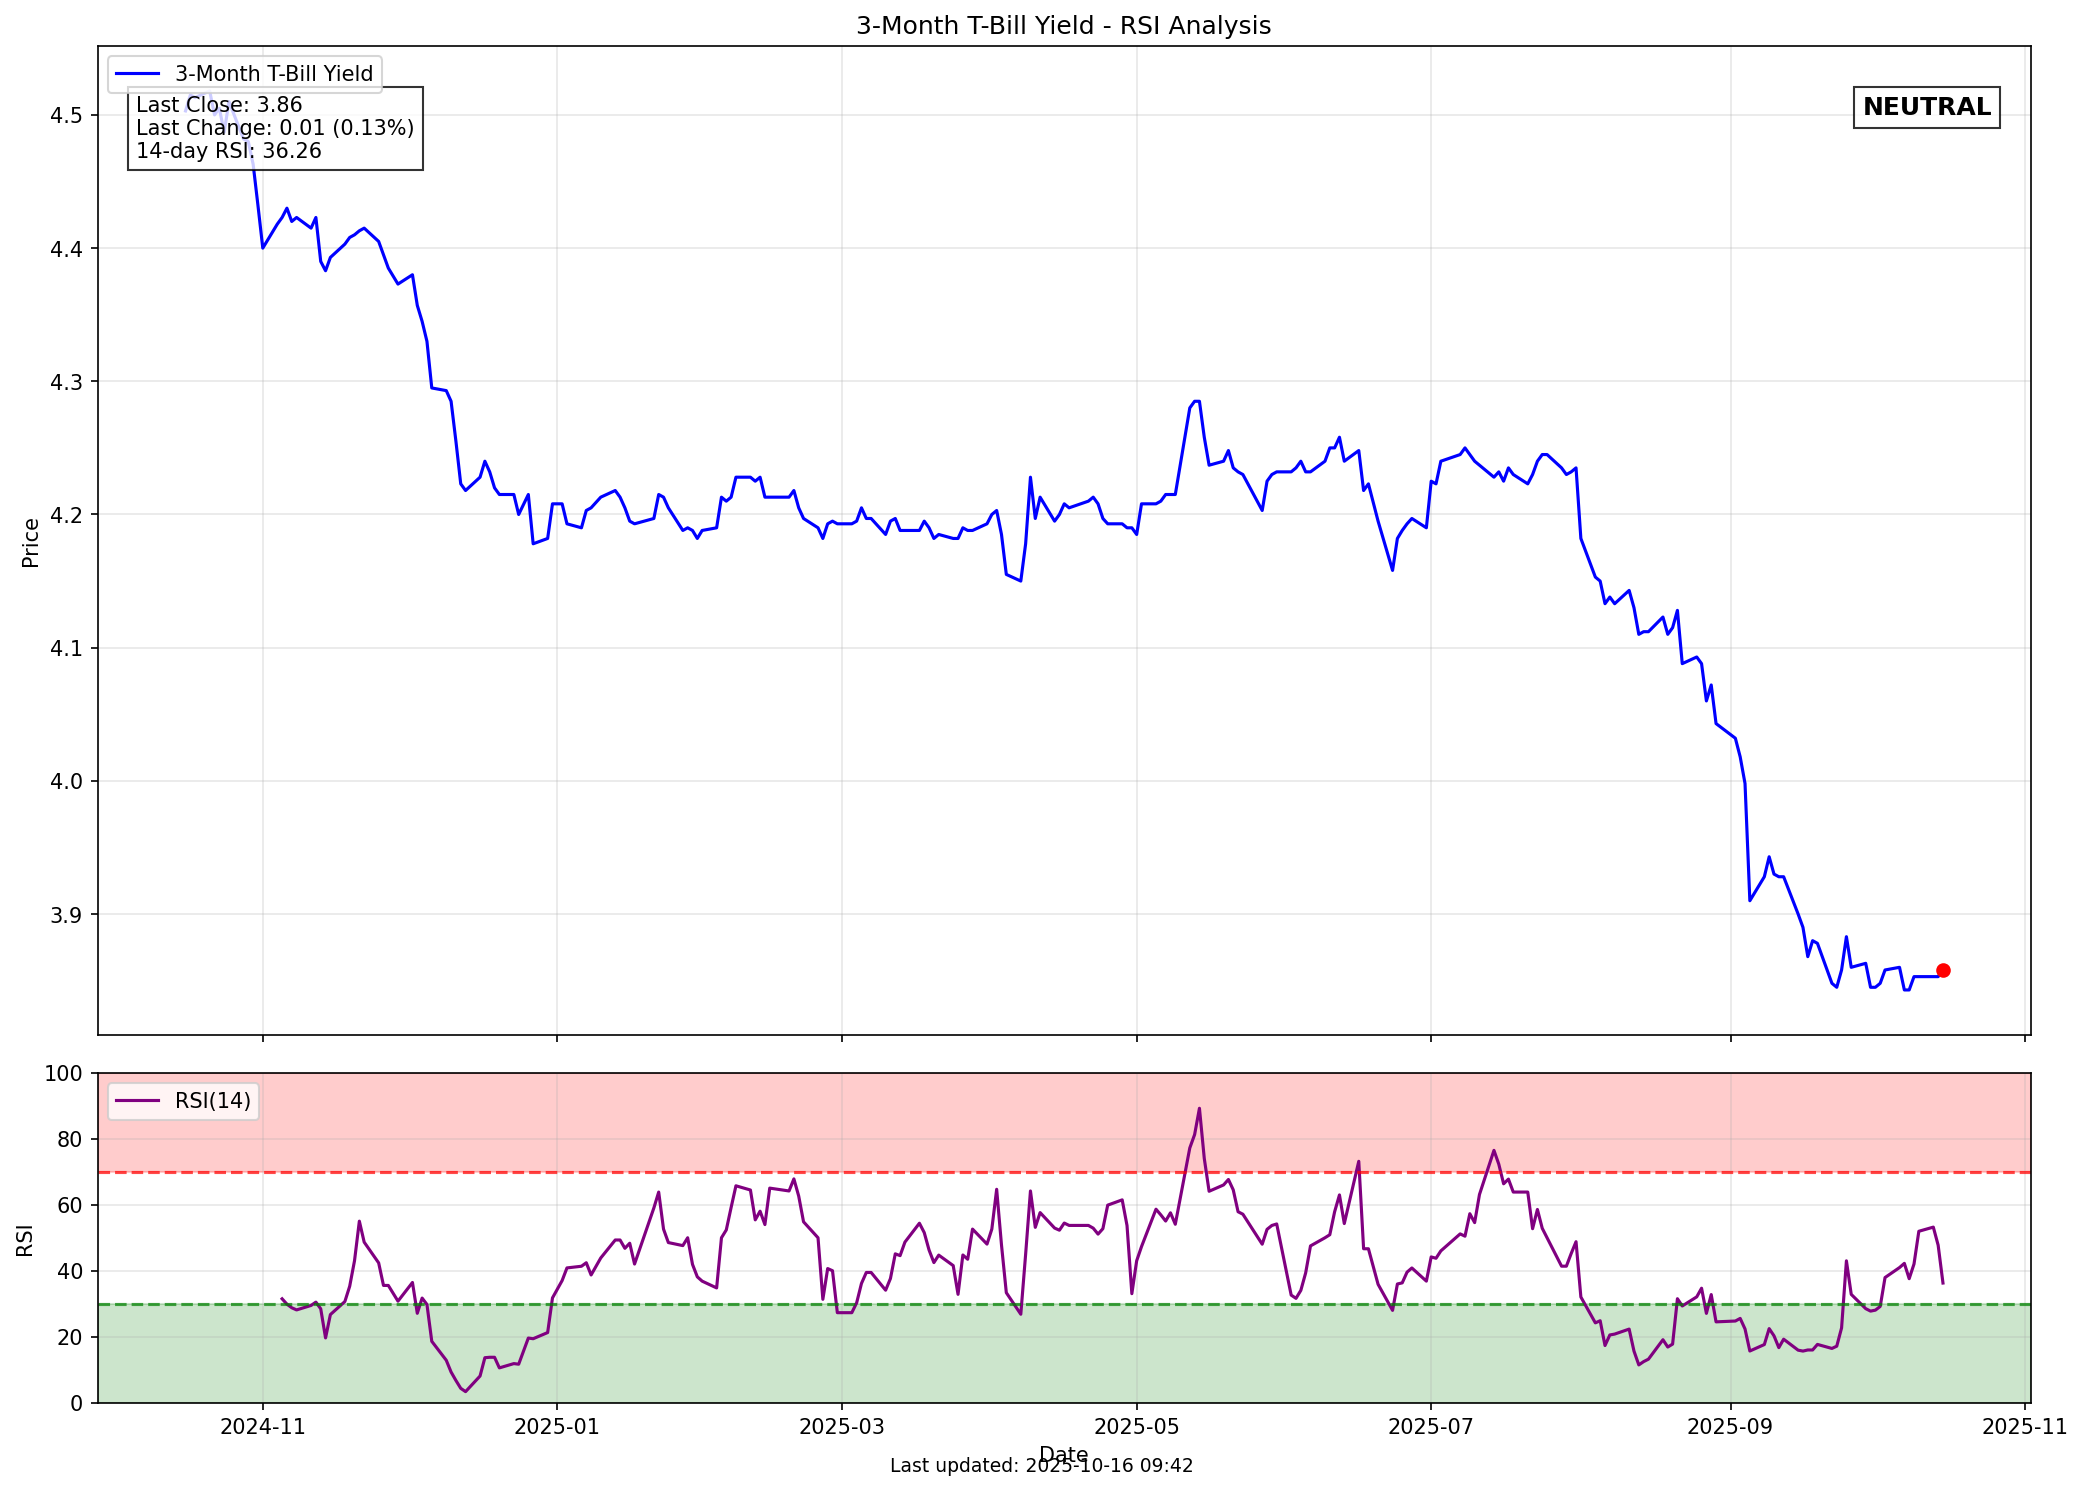 3-Month T-Bill Yield - RSI Analysis
3-Month T-Bill Yield
Last Close: 3.86
Last Change: 0.01 (0.13%)
14-day RSI: 36.26
NEUTRAL
4.5
4.4
4.3
4.2
4.1
4.0
3.9
Price
RSI(14)
100
80
60
40
20
0
RSI
2024-11
2025-01
2025-03
2025-05
2025-07
2025-09
2025-11
Date
Last updated: 2025-10-16 09:42